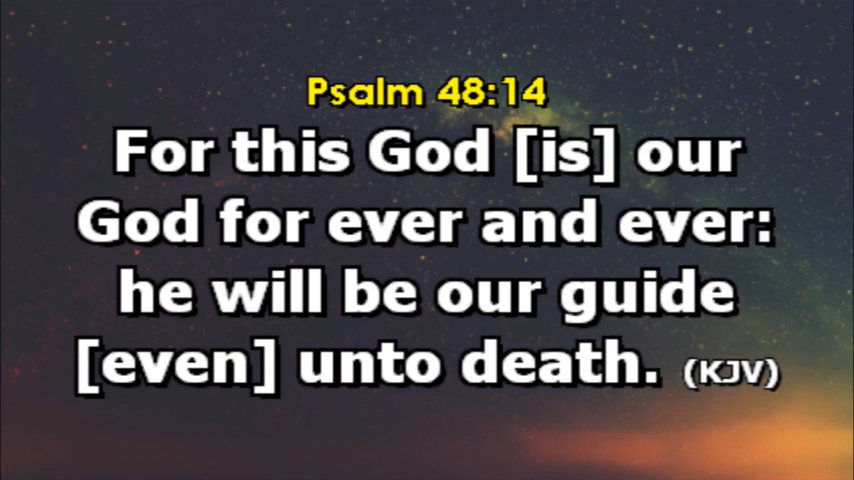 Psalm 48:14
For this God [is] our
God for ever and ever:
he will be our guide
[even] unto death. (KJV)